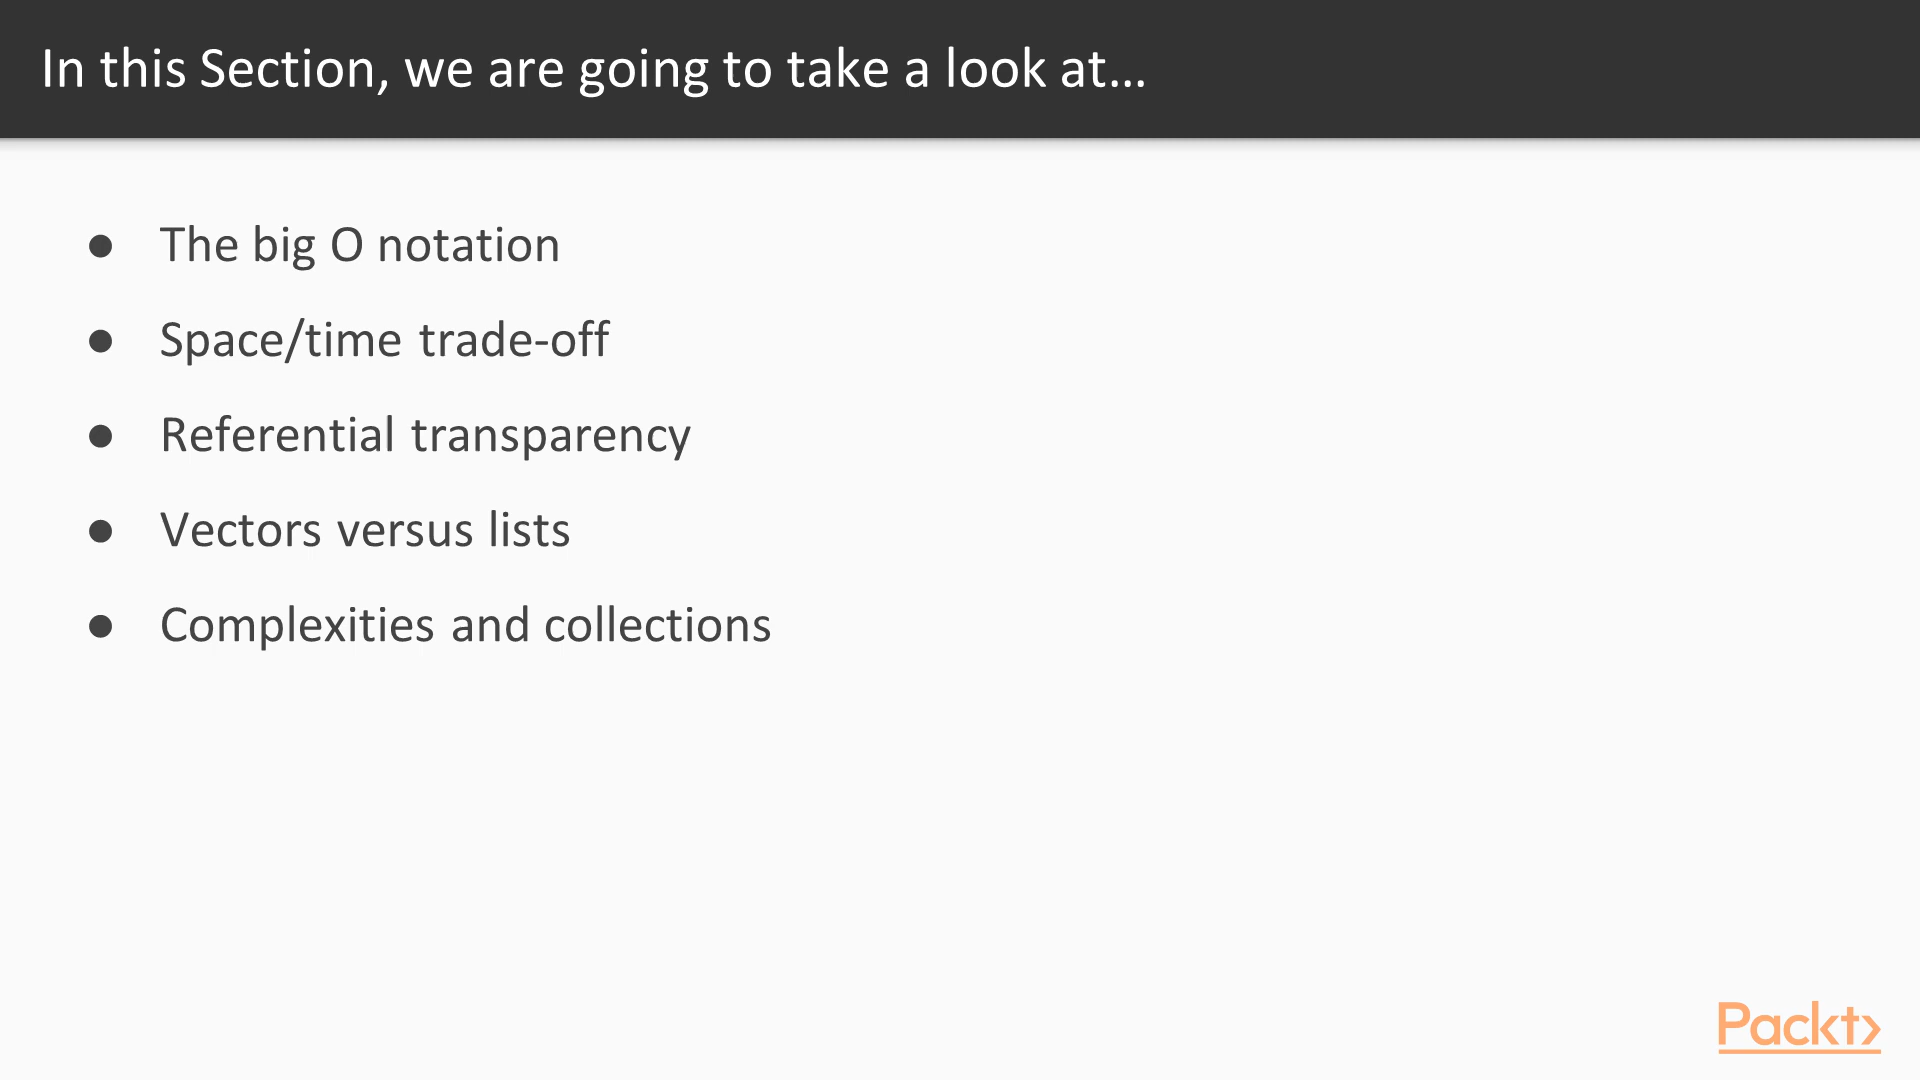 In this Section, we are going to take a look at…
● The big O notation
● Space/time trade-off
● Referential transparency
● Vectors versus lists
● Complexities and collections
Packt>